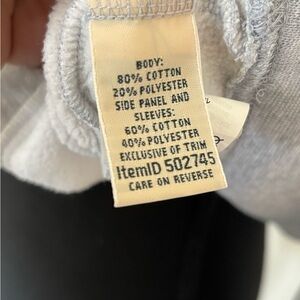 BODY:
80% COTTON
20% POLYESTER
SIDE PANEL AND
SLEEVES:
60% COTTON
40% POLYESTER
EXCLUSIVE OF TRIM
ItemID 502745
CARE ON REVERSE